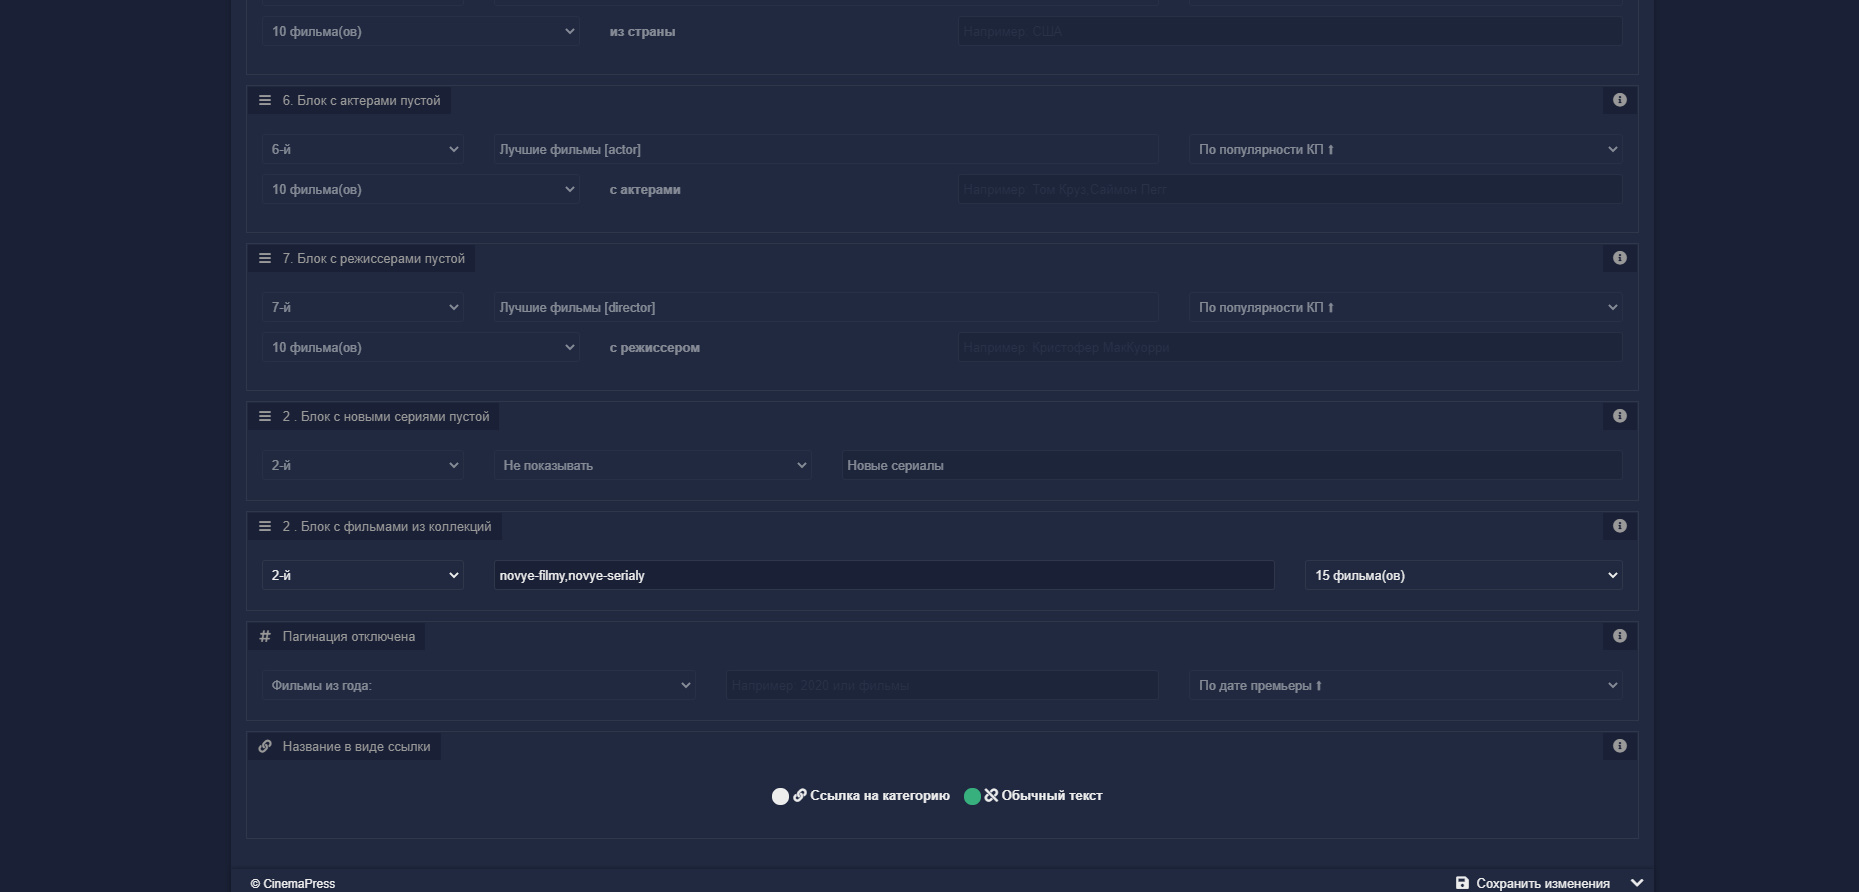 10 фильма(ов) из страны Например: США
6. Блок с актерами пустой
6-й Лучшие фильмы [actor] По популярности КП ⬆
10 фильма(ов) с актерами Например: Том Круз,Саймон Пегг
7. Блок с режиссерами пустой
7-й Лучшие фильмы [director] По популярности КП ⬆
10 фильма(ов) с режиссером Например: Кристофер МакКуорри
2 . Блок с новыми сериями пустой
2-й Не показывать Новые сериалы
2 . Блок с фильмами из коллекций
2-й novye-filmy,novye-serialy 15 фильма(ов)
# Пагинация отключена
Фильмы из года: Например: 2020 или фильмы По дате премьеры ⬆
Название в виде ссылки
Ссылка на категорию Обычный текст
© CinemaPress Сохранить изменения